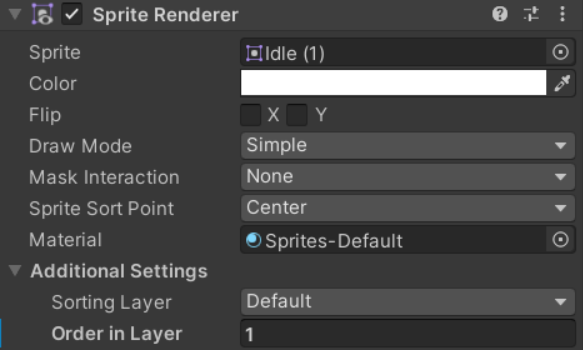 Sprite Renderer
Sprite Idle (1)
Color
Flip X Y
Draw Mode Simple
Mask Interaction None
Sprite Sort Point Center
Material Sprites-Default
Additional Settings
Sorting Layer Default
Order in Layer 1